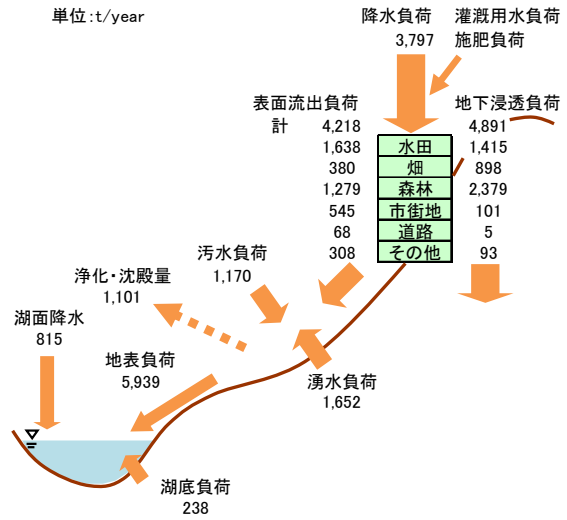 単位:t/year
降水負荷
3,797
灌漑用水負荷
施肥負荷
表面流出負荷
計 4,218
地下浸透負荷
4,891
1,638 水田 1,415
380 畑 898
1,279 森林 2,379
545 市街地 101
68 道路 5
308 その他 93
汚水負荷
1,170
浄化・沈殿量
1,101
湖面降水
815
地表負荷
5,939
湧水負荷
1,652
湖底負荷
238